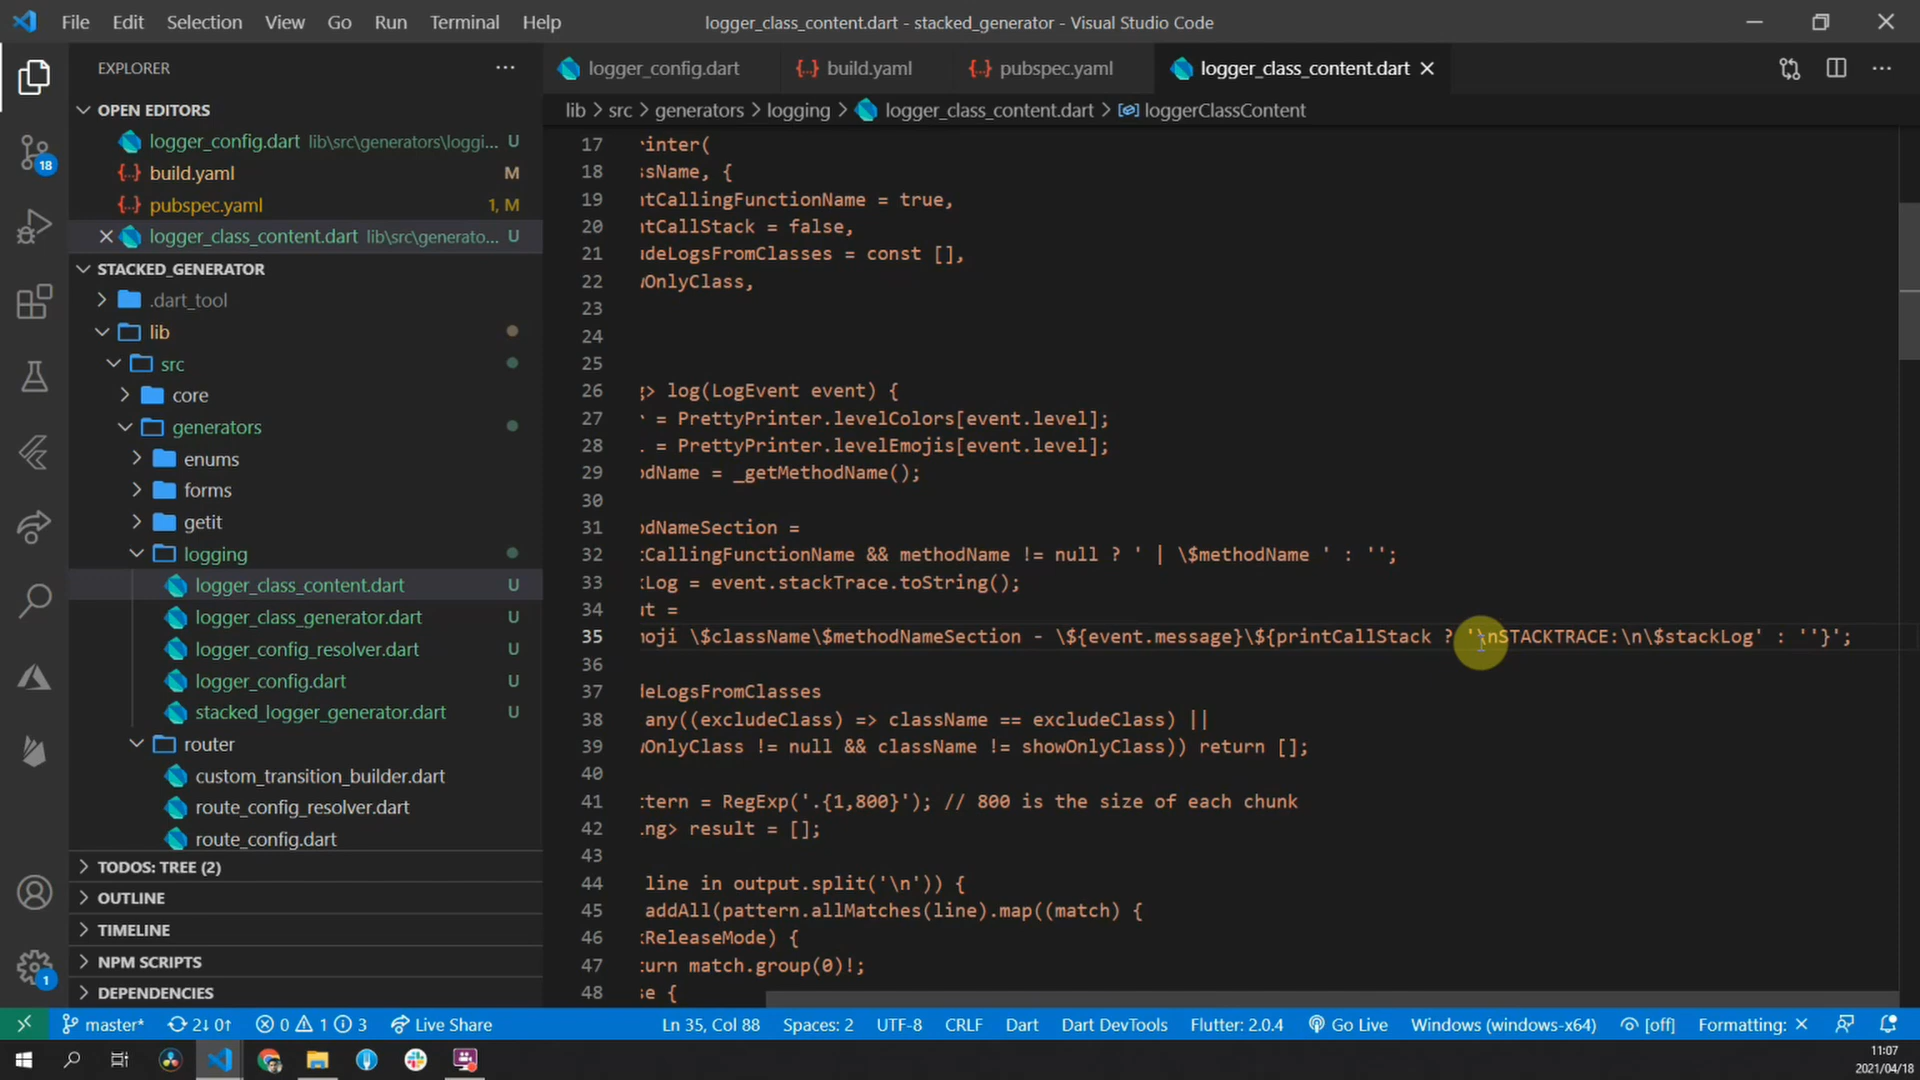 File Edit Selection View Go Run Terminal Help
logger_class_content.dart - stacked_generator - Visual Studio Code
EXPLORER
OPEN EDITORS
logger_config.dart lib\src\generators\loggi... U
build.yaml M
pubspec.yaml 1, M
logger_class_content.dart lib\src\generato... U
STACKED_GENERATOR
.dart_tool
lib
src
core
generators
enums
forms
getit
logging
logger_class_content.dart U
logger_class_generator.dart U
logger_config_resolver.dart U
logger_config.dart U
stacked_logger_generator.dart U
router
custom_transition_builder.dart
route_config_resolver.dart
route_config.dart
TODOS: TREE (2)
OUTLINE
TIMELINE
NPM SCRIPTS
DEPENDENCIES
18
1
logger_config.dart {..} build.yaml {..} pubspec.yaml logger_class_content.dart
lib > src > generators > logging > logger_class_content.dart > loggerClassContent
17 inter(
18 sName, {
19 tCallingFunctionName = true,
20 tCallStack = false,
21 deLogsFromClasses = const [],
22 OnlyClass,
23
24
25
26 > log(LogEvent event) {
27 = PrettyPrinter.levelColors[event.level];
28 = PrettyPrinter.levelEmojis[event.level];
29 dName = _getMethodName();
30
31 dNameSection =
32 CallingFunctionName && methodName != null ? ' | \$methodName ' : '';
33 Log = event.stackTrace.toString();
34 t =
35 oji \$className\$methodNameSection - \${event.message}\${printCallStack ? '\nSTACKTRACE:\n\$stackLog' : ''}';
36
37 eLogsFromClasses
38 any((excludeClass) => className == excludeClass) ||
39 OnlyClass != null && className != showOnlyClass)) return [];
40
41 tern = RegExp('.{1,800}'); // 800 is the size of each chunk
42 ng> result = [];
43
44 line in output.split('\n')) {
45 addAll(pattern.allMatches(line).map((match) {
46 ReleaseMode) {
47 urn match.group(0)!;
48 e {
master* 2↓ 0↑ 0 1 3 Live Share Ln 35, Col 88 Spaces: 2 UTF-8 CRLF Dart Dart DevTools Flutter: 2.0.4 Go Live Windows (windows-x64) [off] Formatting: ×
11:07
2021/04/18